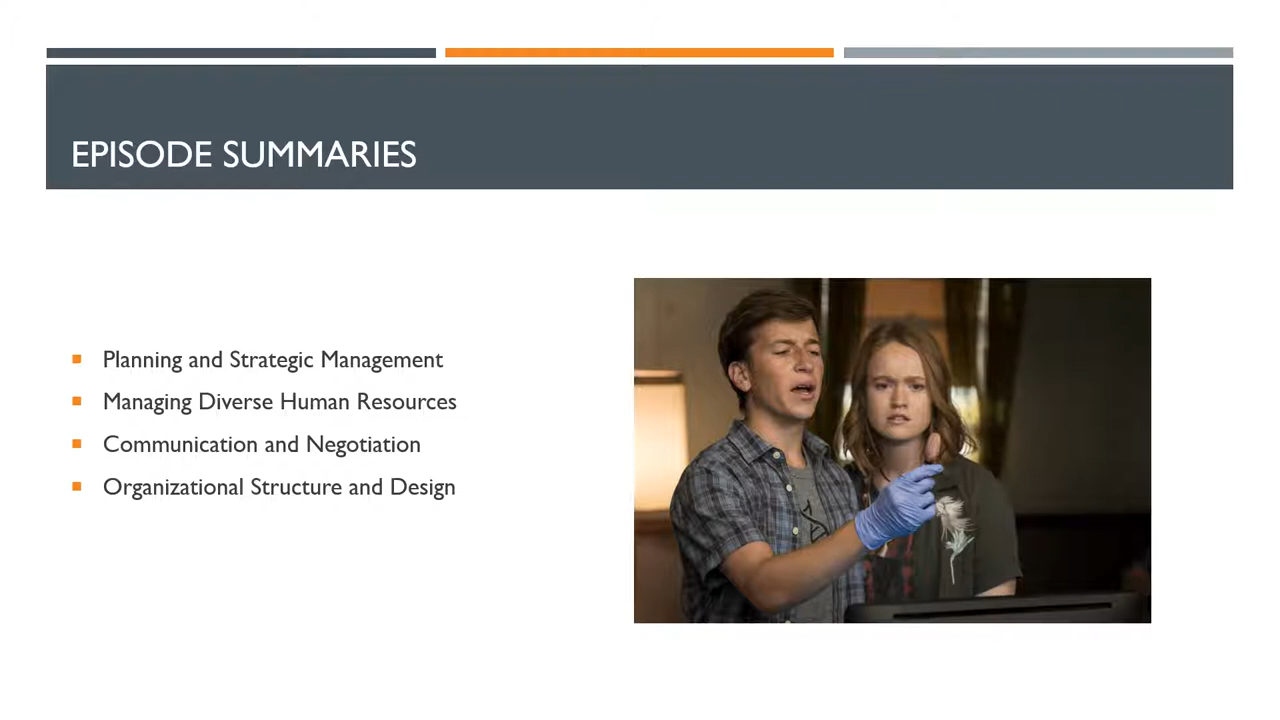 EPISODE SUMMARIES
Planning and Strategic Management
Managing Diverse Human Resources
Communication and Negotiation
Organizational Structure and Design